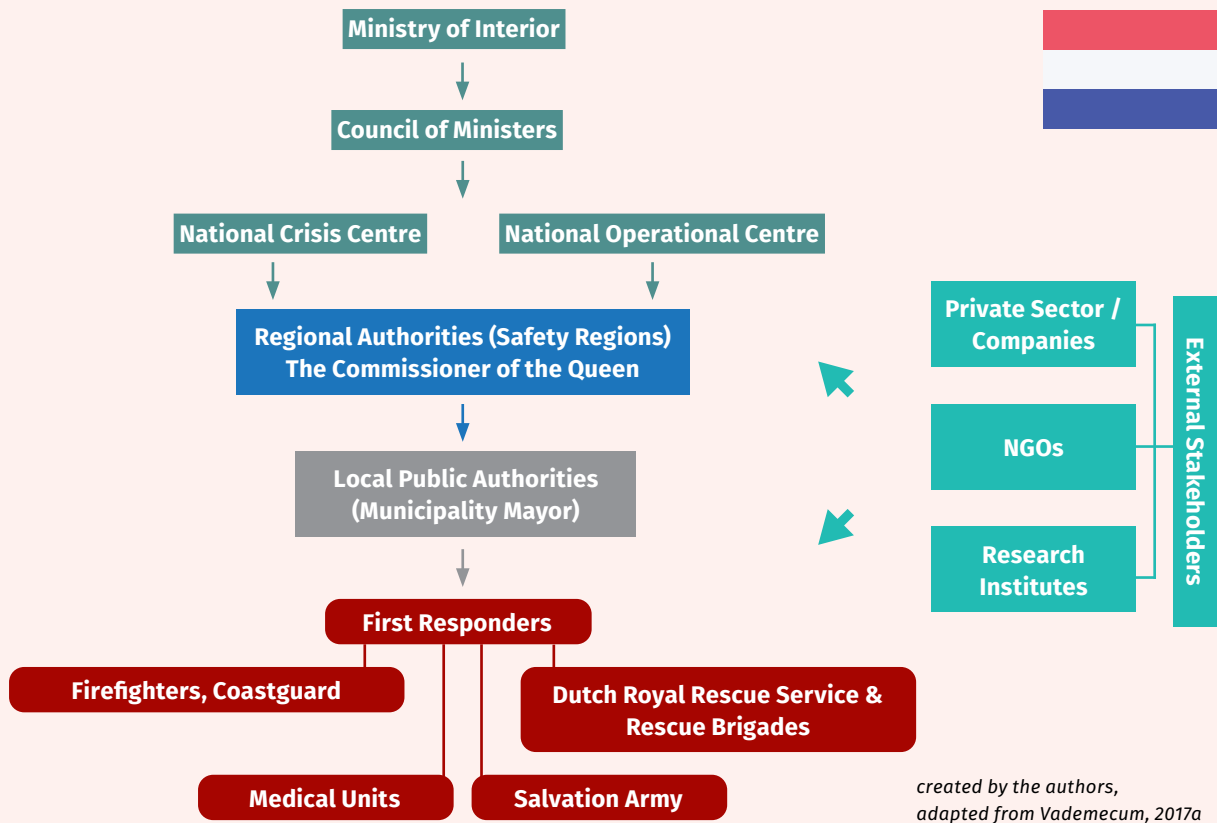 Ministry of Interior
Council of Ministers
National Crisis Centre
National Operational Centre
Regional Authorities (Safety Regions)
The Commissioner of the Queen
Local Public Authorities
(Municipality Mayor)
First Responders
Firefighters, Coastguard
Dutch Royal Rescue Service &
Rescue Brigades
Medical Units
Salvation Army
Private Sector /
Companies
NGOs
Research
Institutes
External Stakeholders
created by the authors,
adapted from Vademecum, 2017a